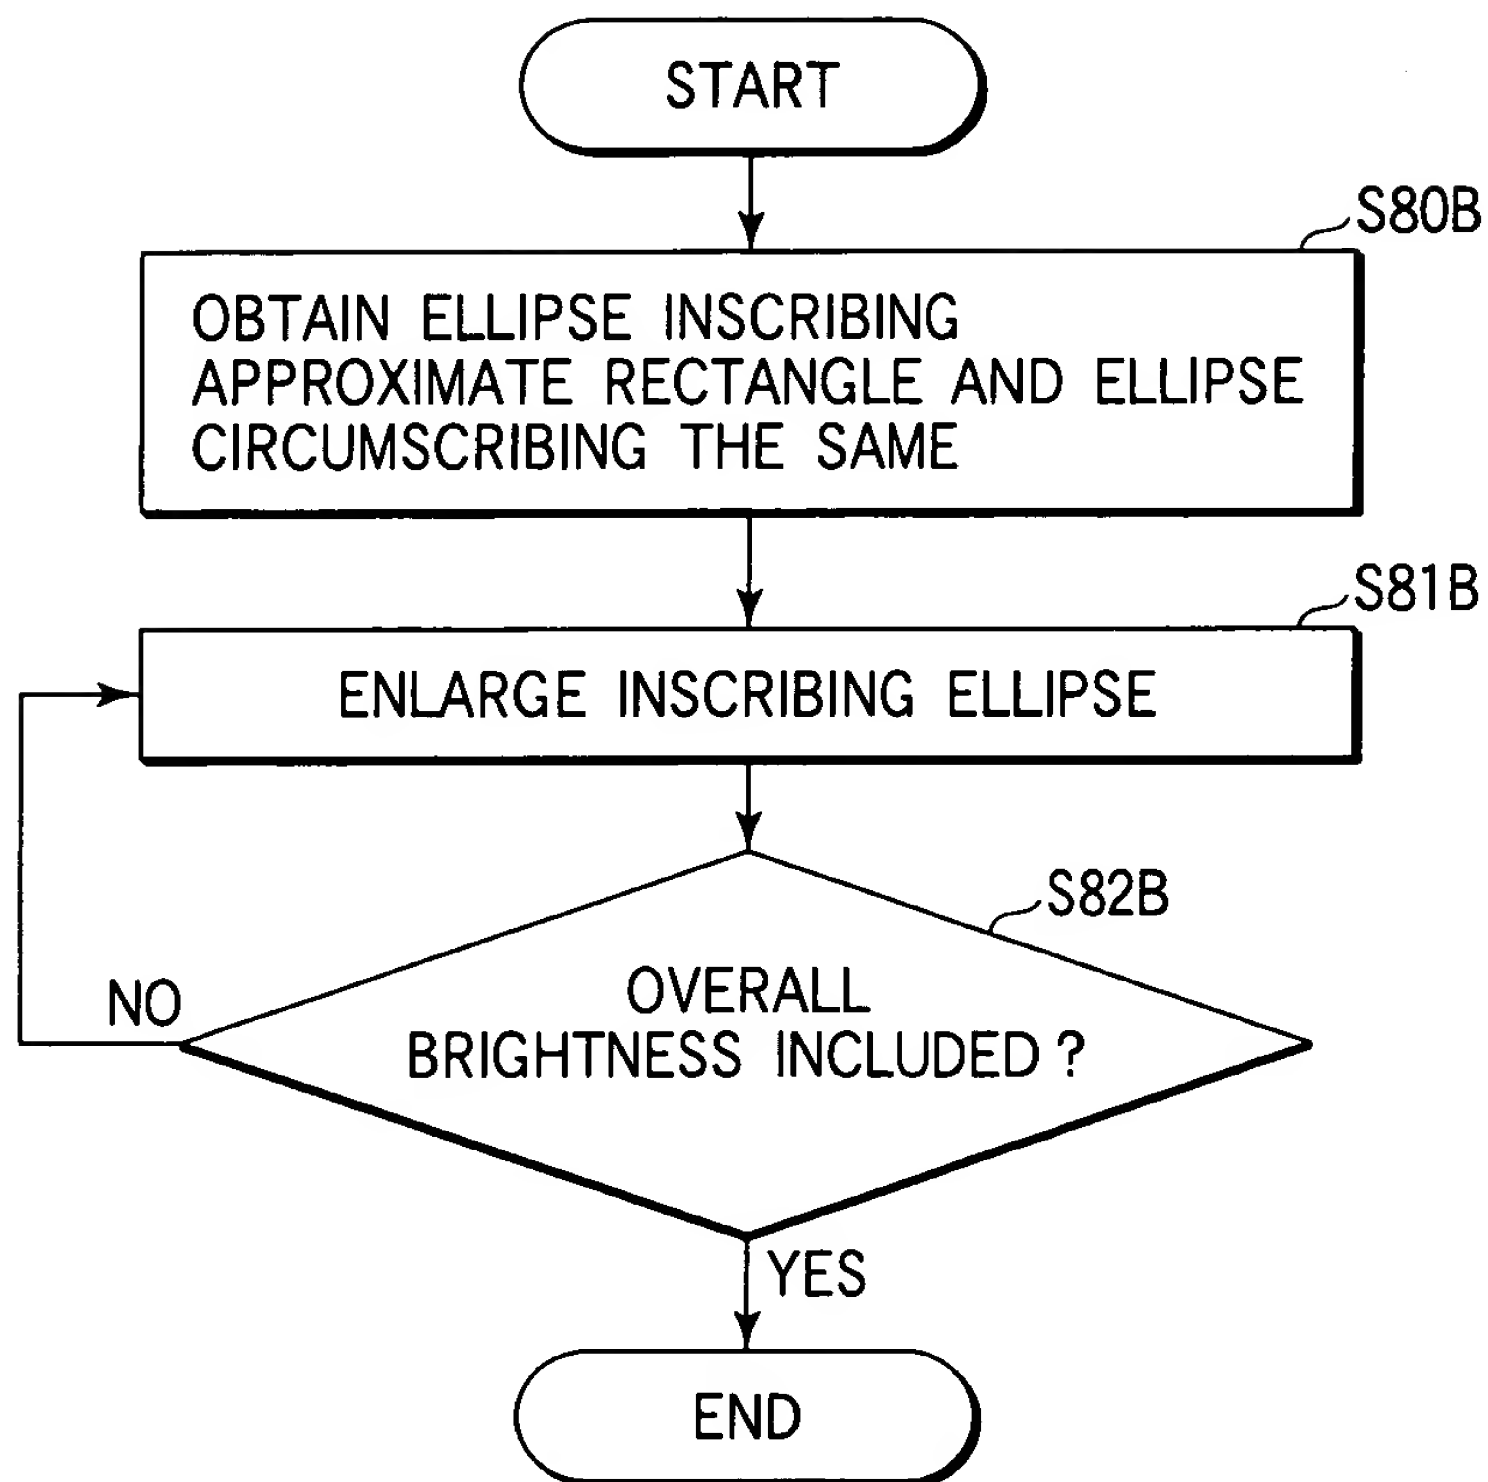 START
S80B
OBTAIN ELLIPSE INSCRIBING
APPROXIMATE RECTANGLE AND ELLIPSE
CIRCUMSCRIBING THE SAME
S81B
ENLARGE INSCRIBING ELLIPSE
S82B
OVERALL
BRIGHTNESS INCLUDED ?
NO
YES
END